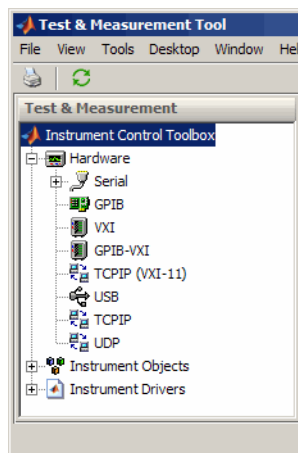 Test & Measurement Tool
File View Tools Desktop Window Hel
Test & Measurement
Instrument Control Toolbox
Hardware
Serial
GPIB
VXI
GPIB-VXI
TCPIP (VXI-11)
USB
TCPIP
UDP
Instrument Objects
Instrument Drivers